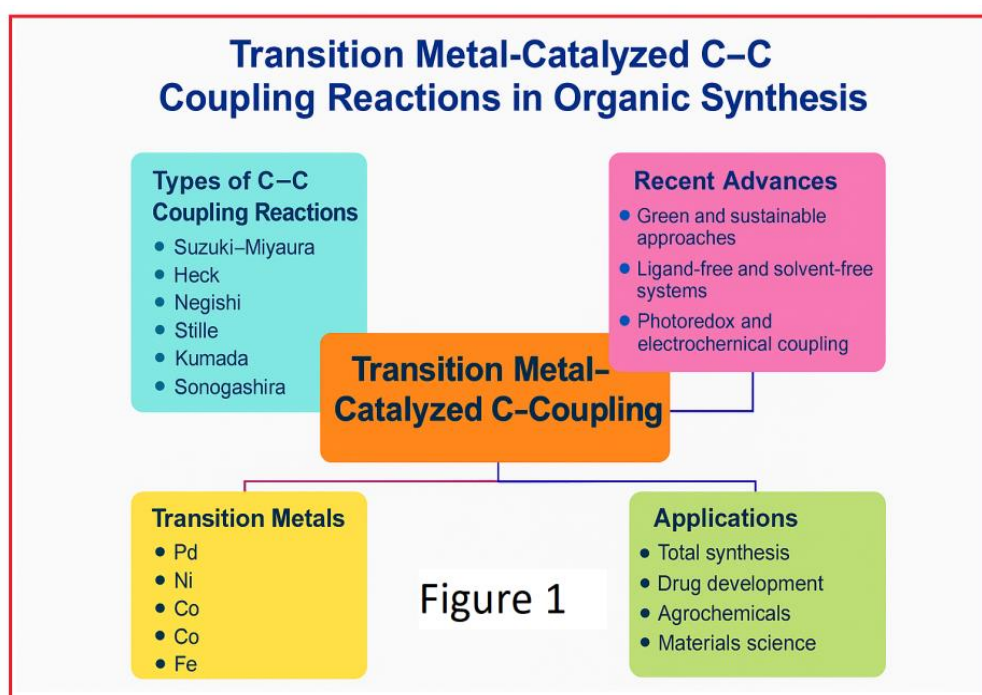 Transition Metal-Catalyzed C–C
Coupling Reactions in Organic Synthesis
Types of C–C
Coupling Reactions
• Suzuki–Miyaura
• Heck
• Negishi
• Stille
• Kumada
• Sonogashira
Recent Advances
• Green and sustainable
approaches
• Ligand-free and solvent-free
systems
• Photoredox and
electrochernical coupling
Transition Metal–
Catalyzed C–Coupling
Transition Metals
• Pd
• Ni
• Co
• Co
• Fe
Figure 1
Applications
• Total synthesis
• Drug development
• Agrochemicals
• Materials science